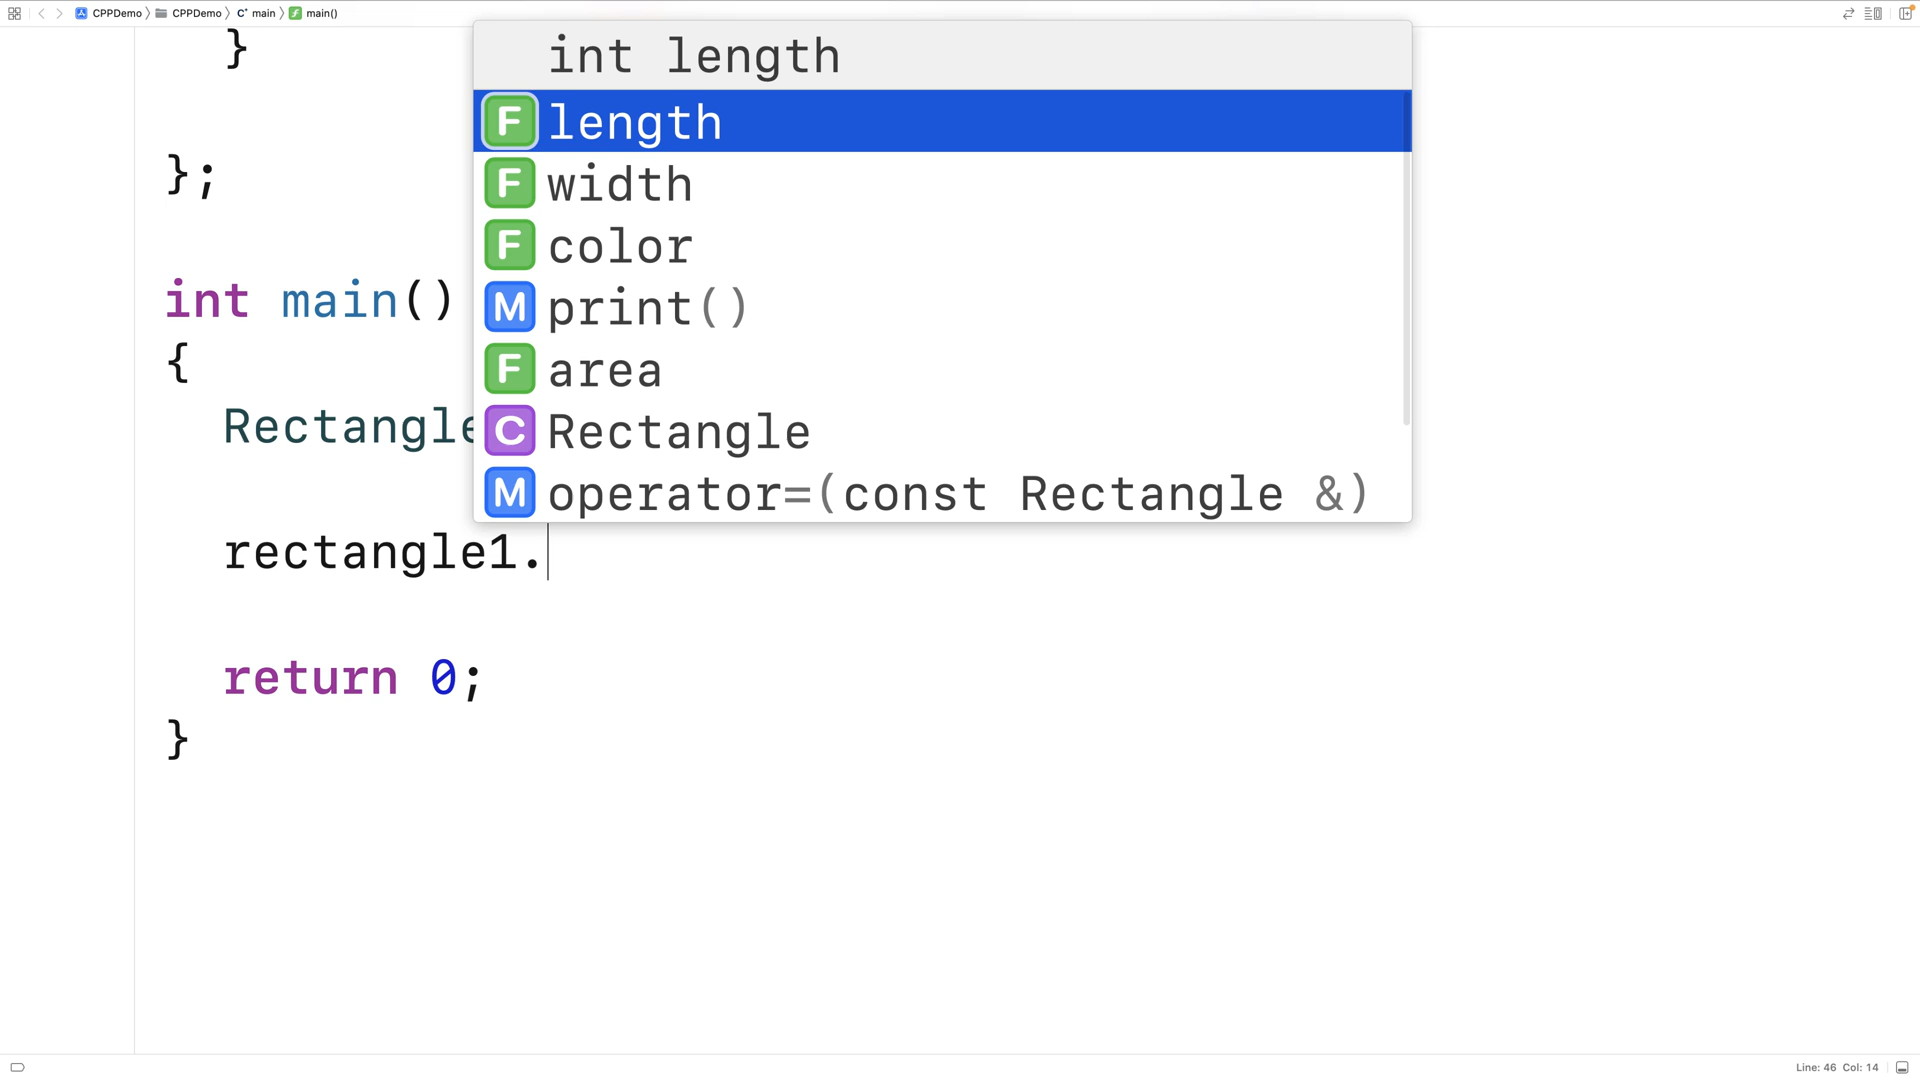 CPPDemo CPPDemo C+ main f main()
}
int length
F length
};
F width
F color
int main()
M print()
{
F area
Rectangle
C Rectangle
M operator=(const Rectangle &)
rectangle1.
return 0;
}
Line: 46 Col: 14